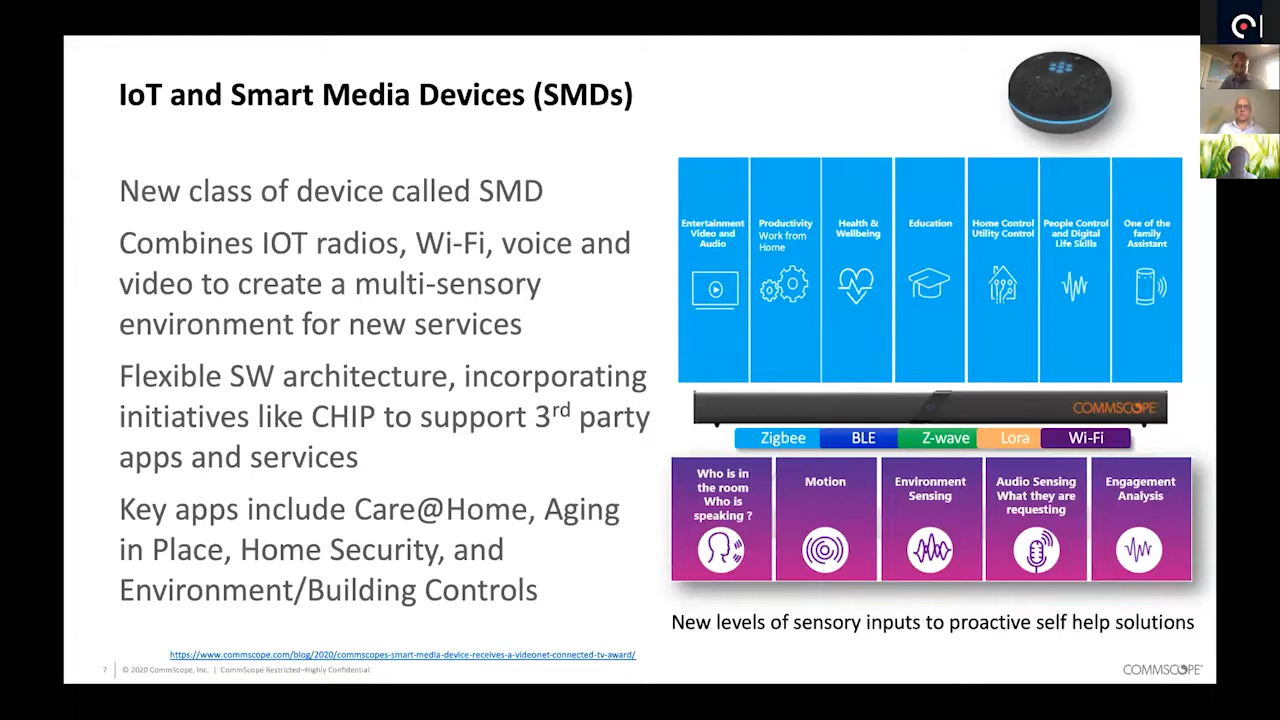 IoT and Smart Media Devices (SMDs)
New class of device called SMD
Combines IOT radios, Wi-Fi, voice and
video to create a multi-sensory
environment for new services
Flexible SW architecture, incorporating
initiatives like CHIP to support 3rd party
apps and services
Key apps include Care@Home, Aging
in Place, Home Security, and
Environment/Building Controls
Entertainment
Video and
Audio
Productivity
Work from
Home
Health &
Wellbeing
Education
Home Control
Utility Control
People Control
and Digital
Life Skills
One of the
family
Assistant
COMMSCOPE
Zigbee
BLE
Z-wave
Lora
Wi-Fi
Who is in
the room
Who is
speaking ?
Motion
Environment
Sensing
Audio Sensing
What they are
requesting
Engagement
Analysis
New levels of sensory inputs to proactive self help solutions
https://www.commscope.com/blog/2020/commscopes-smart-media-device-receives-a-videonet-connected-tv-award/
7 © 2020 CommScope, Inc. CommScope Restricted–Highly Confidential
COMMSCOPE®